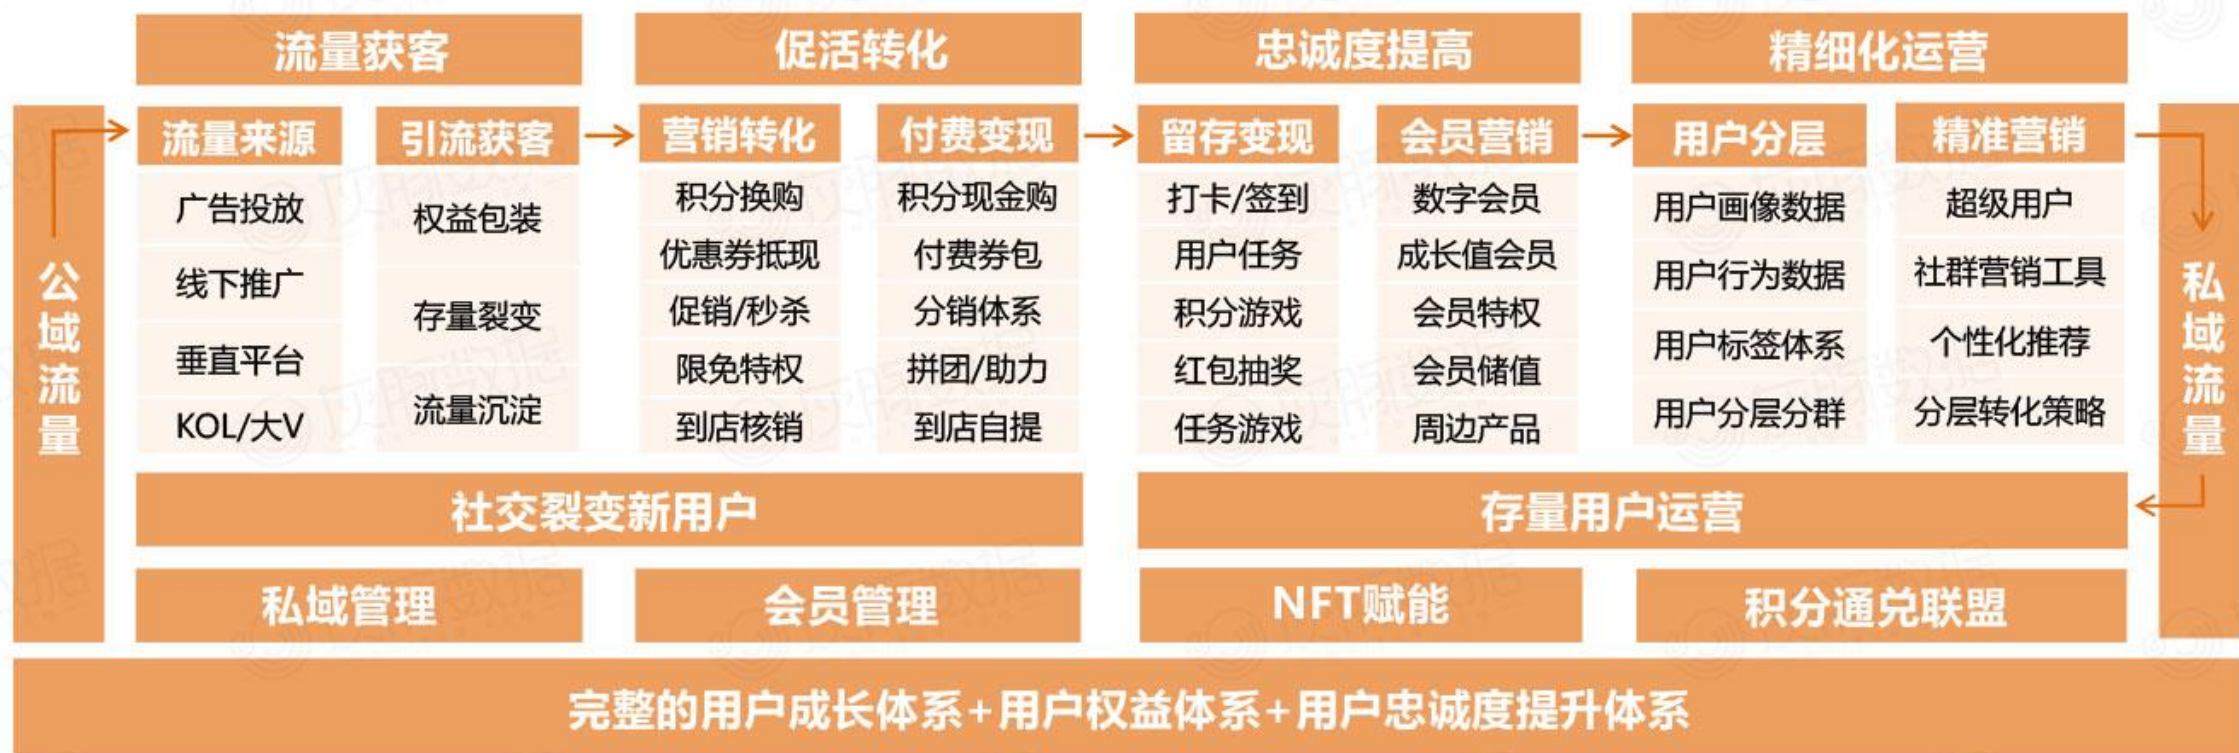 流量获客
促活转化
忠诚度提高
精细化运营
公域流量
流量来源
广告投放
线下推广
垂直平台
KOL/大V
引流获客
权益包装
存量裂变
流量沉淀
营销转化
积分换购
优惠券抵现
促销/秒杀
限免特权
到店核销
付费变现
积分现金购
付费券包
分销体系
拼团/助力
到店自提
留存变现
打卡/签到
用户任务
积分游戏
红包抽奖
任务游戏
会员营销
数字会员
成长值会员
会员特权
会员储值
周边产品
用户分层
用户画像数据
用户行为数据
用户标签体系
用户分层分群
精准营销
超级用户
社群营销工具
个性化推荐
分层转化策略
私域流量
社交裂变新用户
存量用户运营
私域管理
会员管理
NFT赋能
积分通兑联盟
完整的用户成长体系+用户权益体系+用户忠诚度提升体系